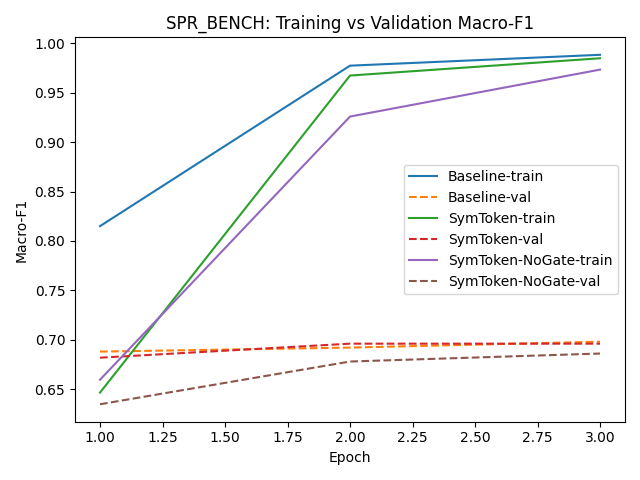 SPR_BENCH: Training vs Validation Macro-F1
Macro-F1
1.00
0.95
0.90
0.85
0.80
0.75
0.70
0.65
Baseline-train
Baseline-val
SymToken-train
SymToken-val
SymToken-NoGate-train
SymToken-NoGate-val
1.00 1.25 1.50 1.75 2.00 2.25 2.50 2.75 3.00
Epoch